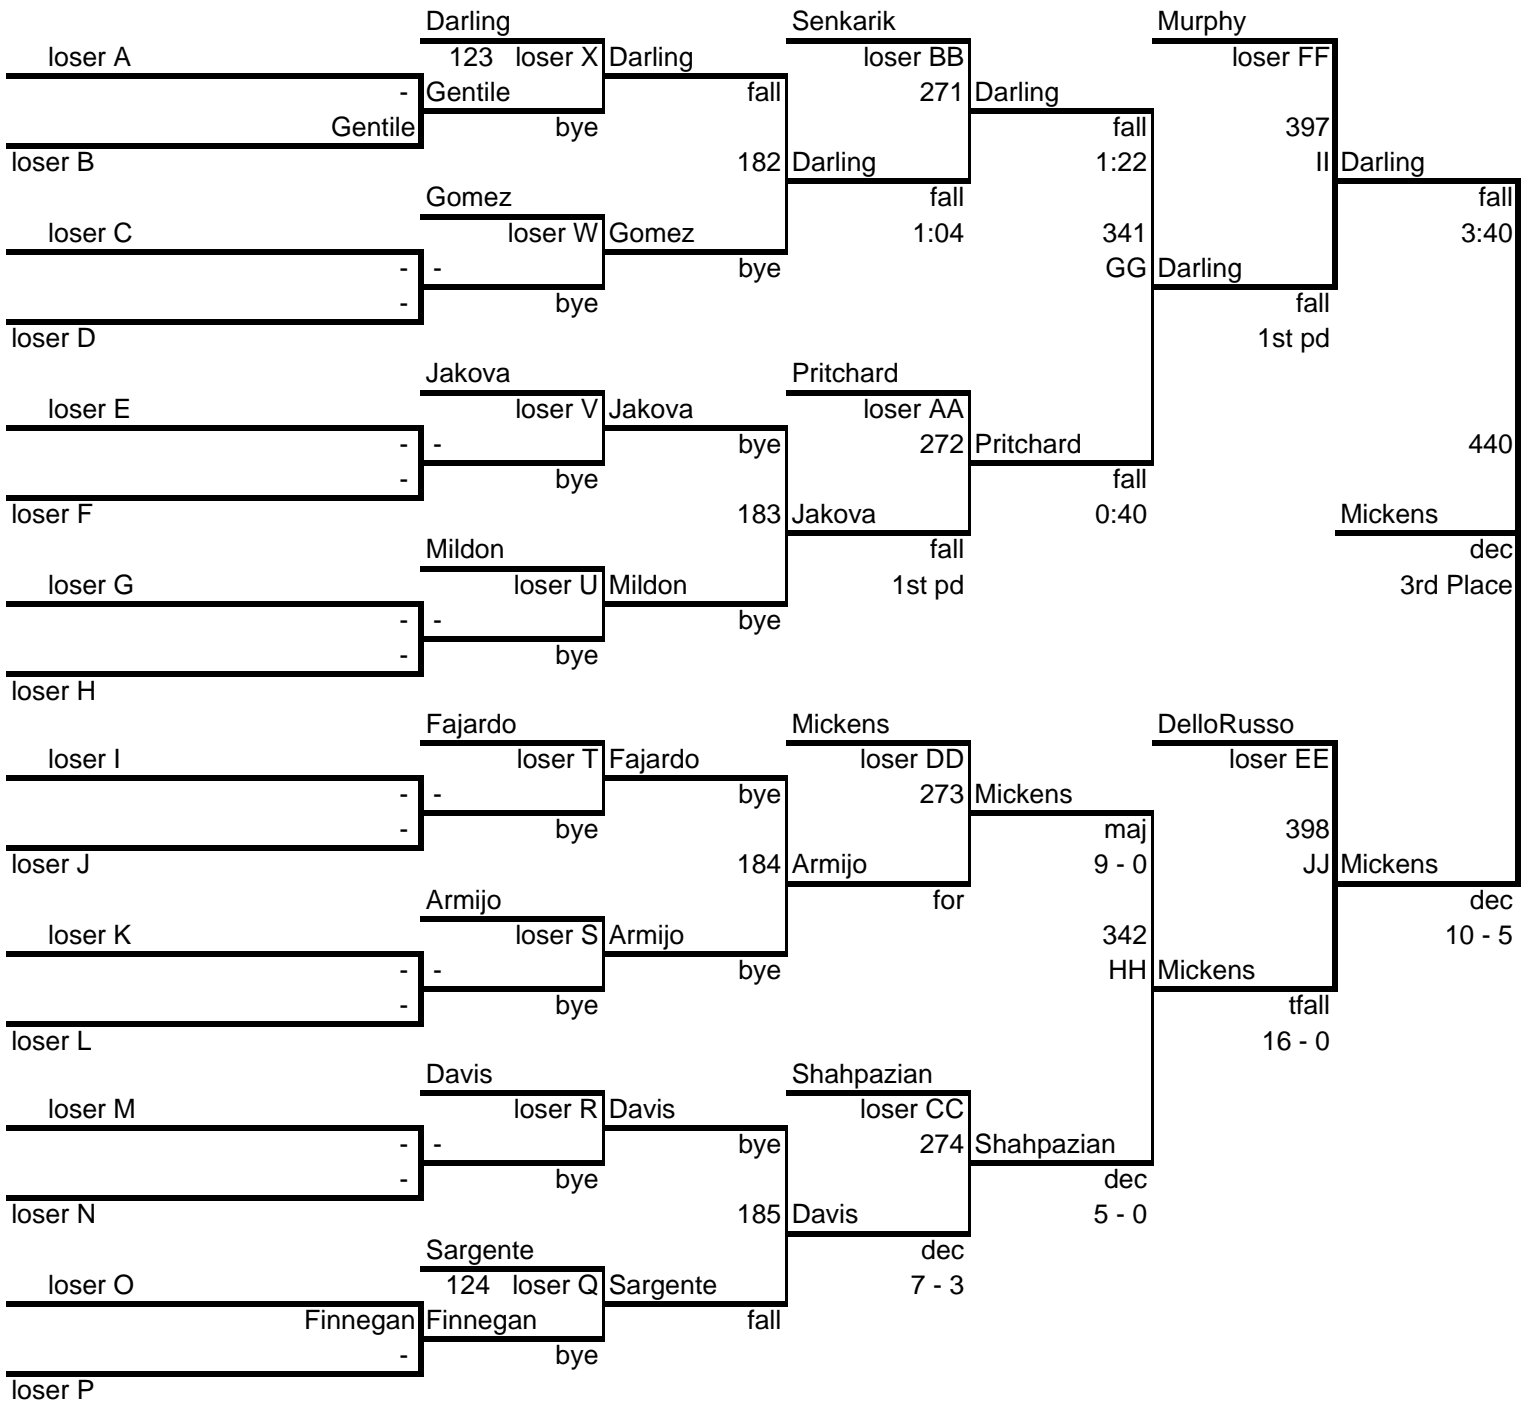 Darling Senkarik Murphy
loser A 123 loser X Darling loser BB loser FF
- Gentile fall 271 Darling
Gentile bye fall 397
loser B 182 Darling 1:22 II Darling
Gomez fall fall
loser C loser W Gomez 1:04 341 3:40
- - bye GG Darling
- bye fall
loser D 1st pd
Jakova Pritchard
loser E loser V Jakova loser AA
- - bye 272 Pritchard 440
- bye fall
loser F 183 Jakova 0:40 Mickens
Mildon fall dec
loser G loser U Mildon 1st pd 3rd Place
- - bye
- bye
loser H
Fajardo Mickens DelloRusso
loser I loser T Fajardo loser DD loser EE
- - bye 273 Mickens
- bye maj 398
loser J 184 Armijo 9 - 0 JJ Mickens
Armijo for dec
loser K loser S Armijo 342 10 - 5
- - bye HH Mickens
- bye tfall
loser L 16 - 0
Davis Shahpazian
loser M loser R Davis loser CC
- - bye 274 Shahpazian
- bye dec
loser N 185 Davis 5 - 0
Sargente dec
loser O 124 loser Q Sargente 7 - 3
Finnegan Finnegan fall
- bye
loser P